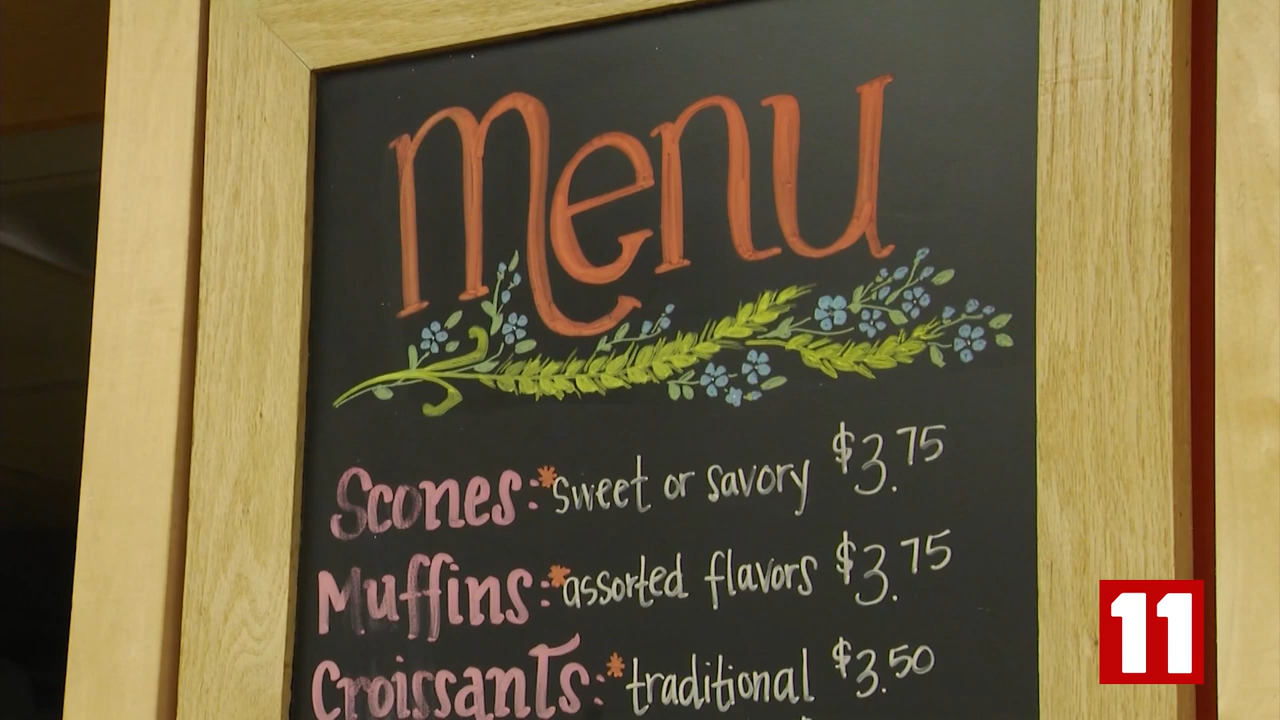 Menu
Scones: *sweet or savory $3.75
Muffins: *assorted flavors $3.75
Croissants: *traditional $3.50
11